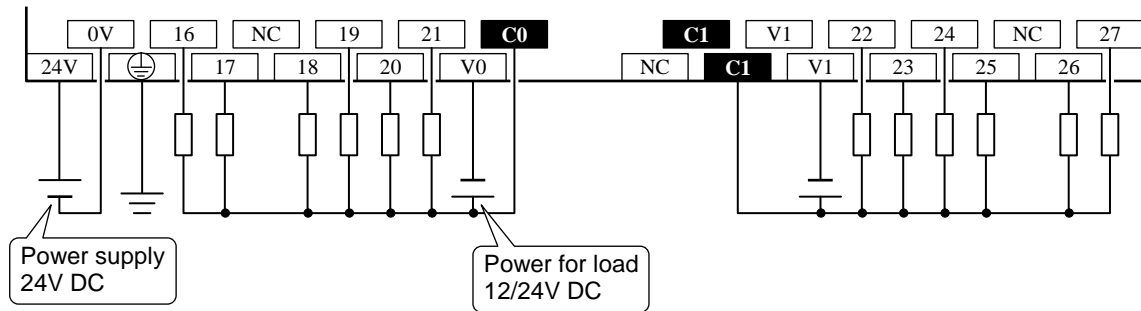 0V 16 NC 19 21 C0 C1 V1 22 24 NC 27
24V 17 18 20 V0 NC C1 V1 23 25 26
Power supply
24V DC
Power for load
12/24V DC